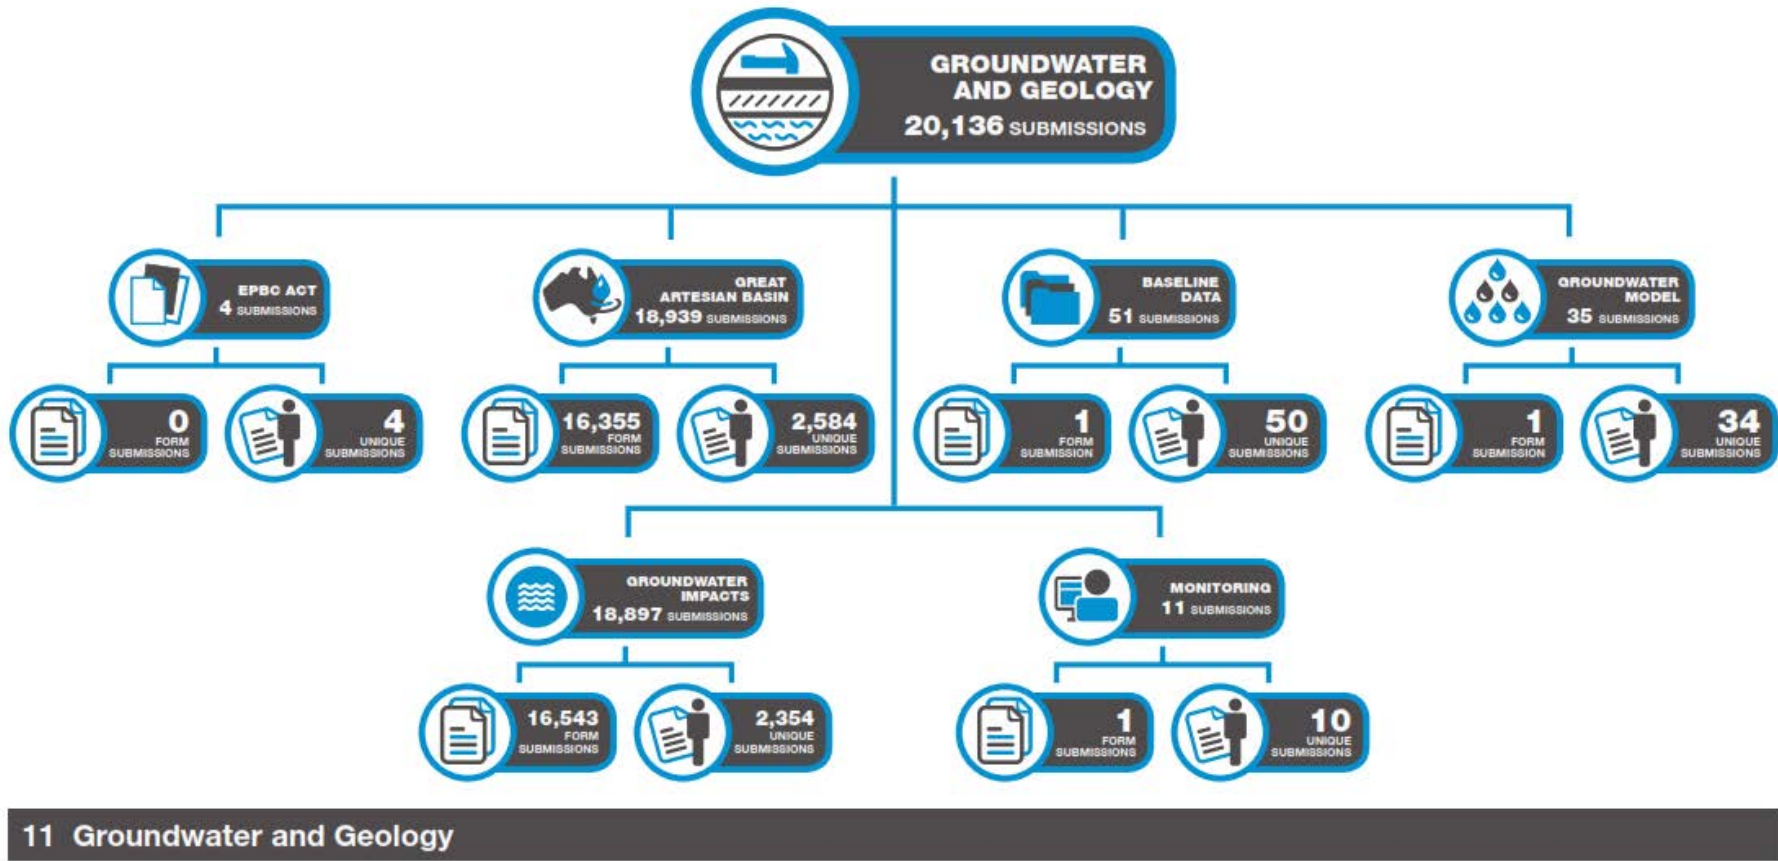 GROUNDWATER
AND GEOLOGY
20,136 SUBMISSIONS
EPBC ACT
4 SUBMISSIONS
GREAT
ARTESIAN BASIN
18,939 SUBMISSIONS
BASELINE
DATA
51 SUBMISSIONS
GROUNDWATER
MODEL
35 SUBMISSIONS
0
FORM
SUBMISSIONS
4
UNIQUE
SUBMISSIONS
16,355
FORM
SUBMISSIONS
2,584
UNIQUE
SUBMISSIONS
1
FORM
SUBMISSION
50
UNIQUE
SUBMISSIONS
1
FORM
SUBMISSION
34
UNIQUE
SUBMISSIONS
GROUNDWATER
IMPACTS
18,897 SUBMISSIONS
MONITORING
11 SUBMISSIONS
16,543
FORM
SUBMISSIONS
2,354
UNIQUE
SUBMISSIONS
1
FORM
SUBMISSIONS
10
UNIQUE
SUBMISSIONS
11 Groundwater and Geology